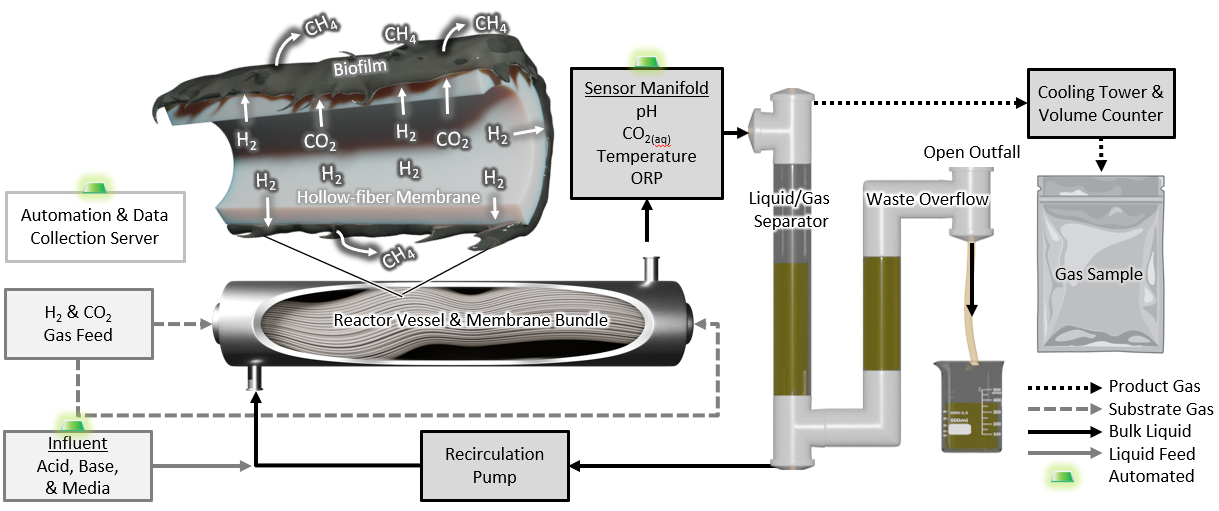 CH4
CH4
CH4
Biofilm
H2
CO2
H2
CO2
H2
H2
H2
H2
H2
Hollow-fiber Membrane
CH4
Sensor Manifold
pH
CO2(aq)
Temperature
ORP
Cooling Tower &
Volume Counter
Open Outfall
Liquid/Gas
Separator
Waste Overflow
Gas Sample
Automation & Data
Collection Server
H2 & CO2
Gas Feed
Reactor Vessel & Membrane Bundle
Influent
Acid, Base,
& Media
Recirculation
Pump
Product Gas
Substrate Gas
Bulk Liquid
Liquid Feed
Automated